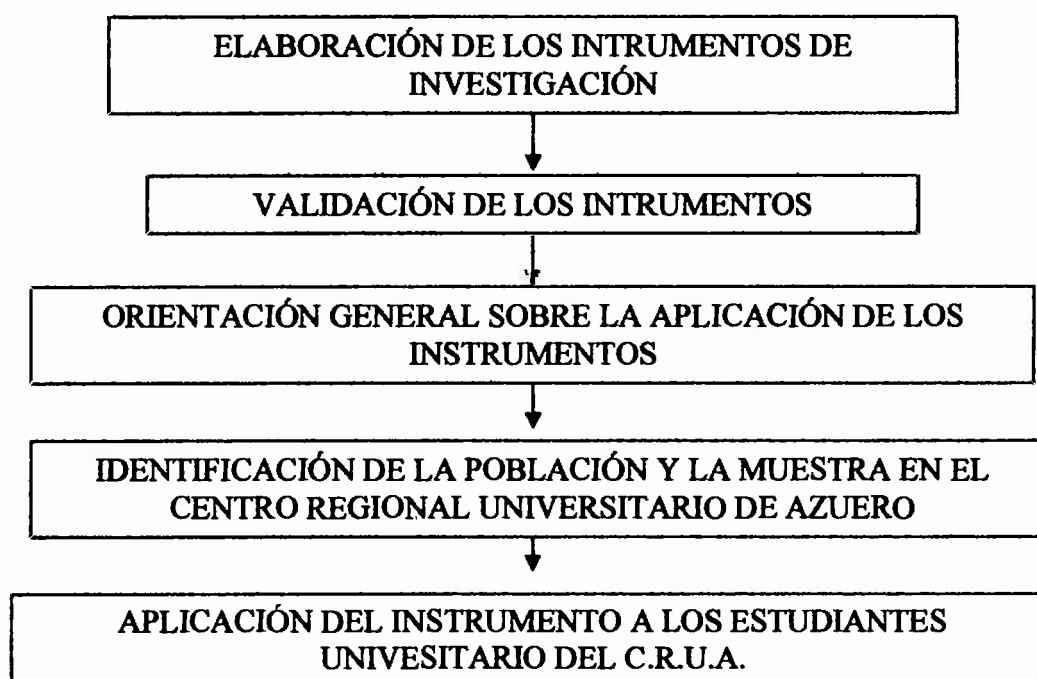 ELABORACIÓN DE LOS INTRUMENTOS DE
INVESTIGACIÓN
VALIDACIÓN DE LOS INTRUMENTOS
ORIENTACIÓN GENERAL SOBRE LA APLICACIÓN DE LOS
INSTRUMENTOS
IDENTIFICACIÓN DE LA POBLACIÓN Y LA MUESTRA EN EL
CENTRO REGIONAL UNIVERSITARIO DE AZUERO
APLICACIÓN DEL INSTRUMENTO A LOS ESTUDIANTES
UNIVESITARIO DEL C.R.U.A.